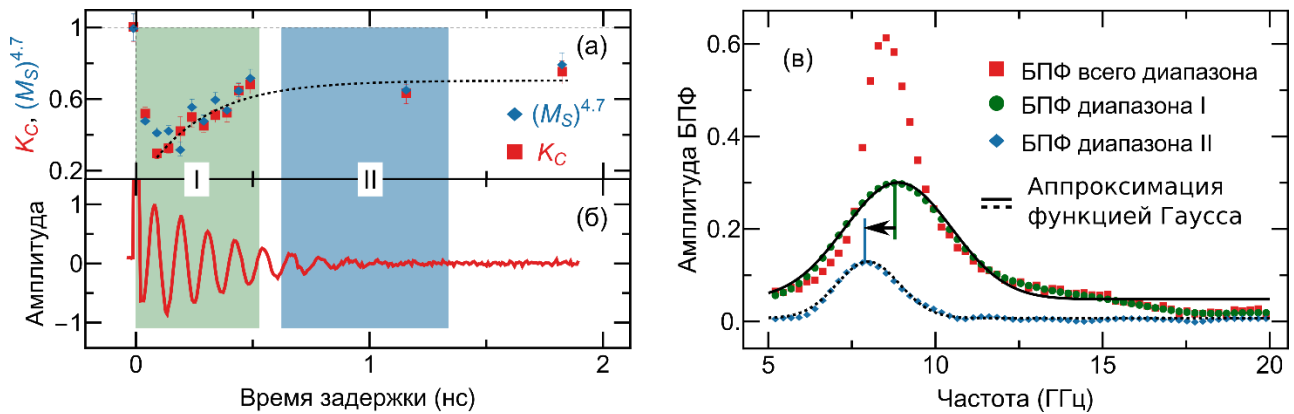 1
0.6
0.2
K_C, (M_S)^4.7
(а)
(M_S)^4.7
K_C
I
II
(б)
1
0
−1
Амплитуда
0
1
2
Время задержки (нс)
0.6
0.4
0.2
0.
Амплитуда БПФ
(в)
БПФ всего диапазона
БПФ диапазона I
БПФ диапазона II
Аппроксимация
функцией Гаусса
5
10
15
20
Частота (ГГц)